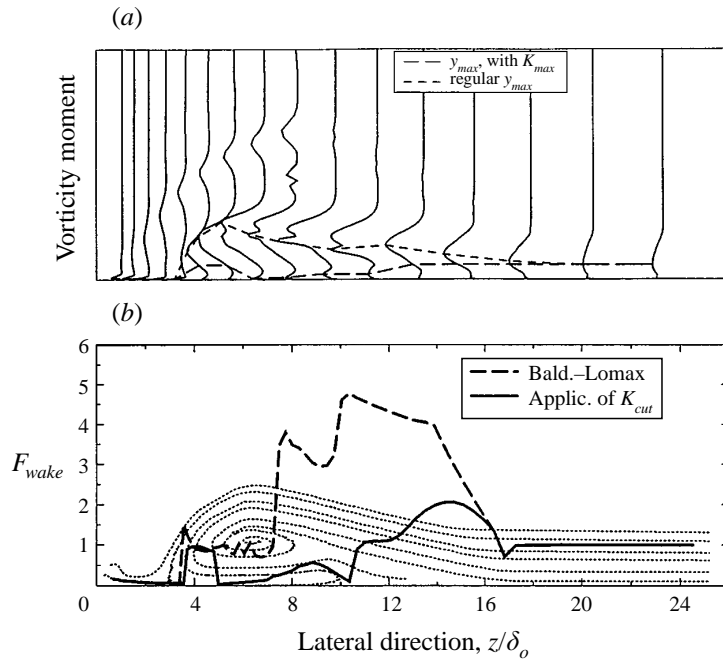 (a)
y_max, with K_max
regular y_max
Vorticity moment
(b)
6
5
4
3
2
1
0
F_wake
Bald.–Lomax
Applic. of K_cut
4 8 12 16 20 24
Lateral direction, z/δ_o